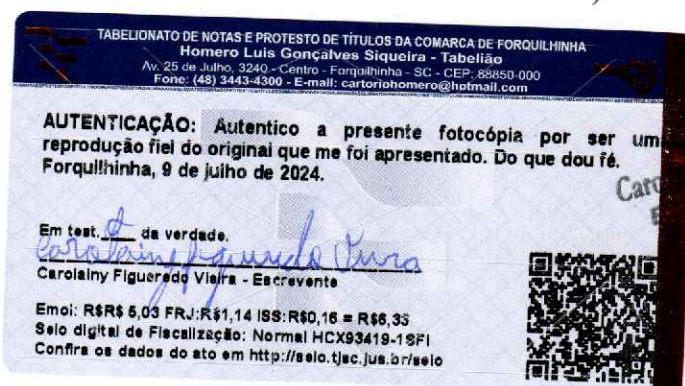 TABELIONATO DE NOTAS E PROTESTO DE TÍTULOS DA COMARCA DE FORQUILHINHA
Homero Luis Gonçalves Siqueira - Tabelião
Av. 25 de Julho, 3240 - Centro - Forquilhinha - SC - CEP: 88850-000
Fone: (48) 3443-4300 - E-mail: cartoriohomero@hotmail.com
AUTENTICAÇÃO: Autentico a presente fotocópia por ser um
reprodução fiel do original que me foi apresentado. Do que dou fé.
Forquilhinha, 9 de julho de 2024.
Caro
Em test. da verdade.
Carolainy Figueredo Vieira
Carolainy Figueredo Vieira - Escrevente
Emol: R$R$ 5,03 FRJ:R$1,14 ISS:R$0,16 = R$6,33
Selo digital de Fiscalização: Normal HCX93419-1SFI
Confira os dados do ato em http://selo.tjsc.jus.br/selo